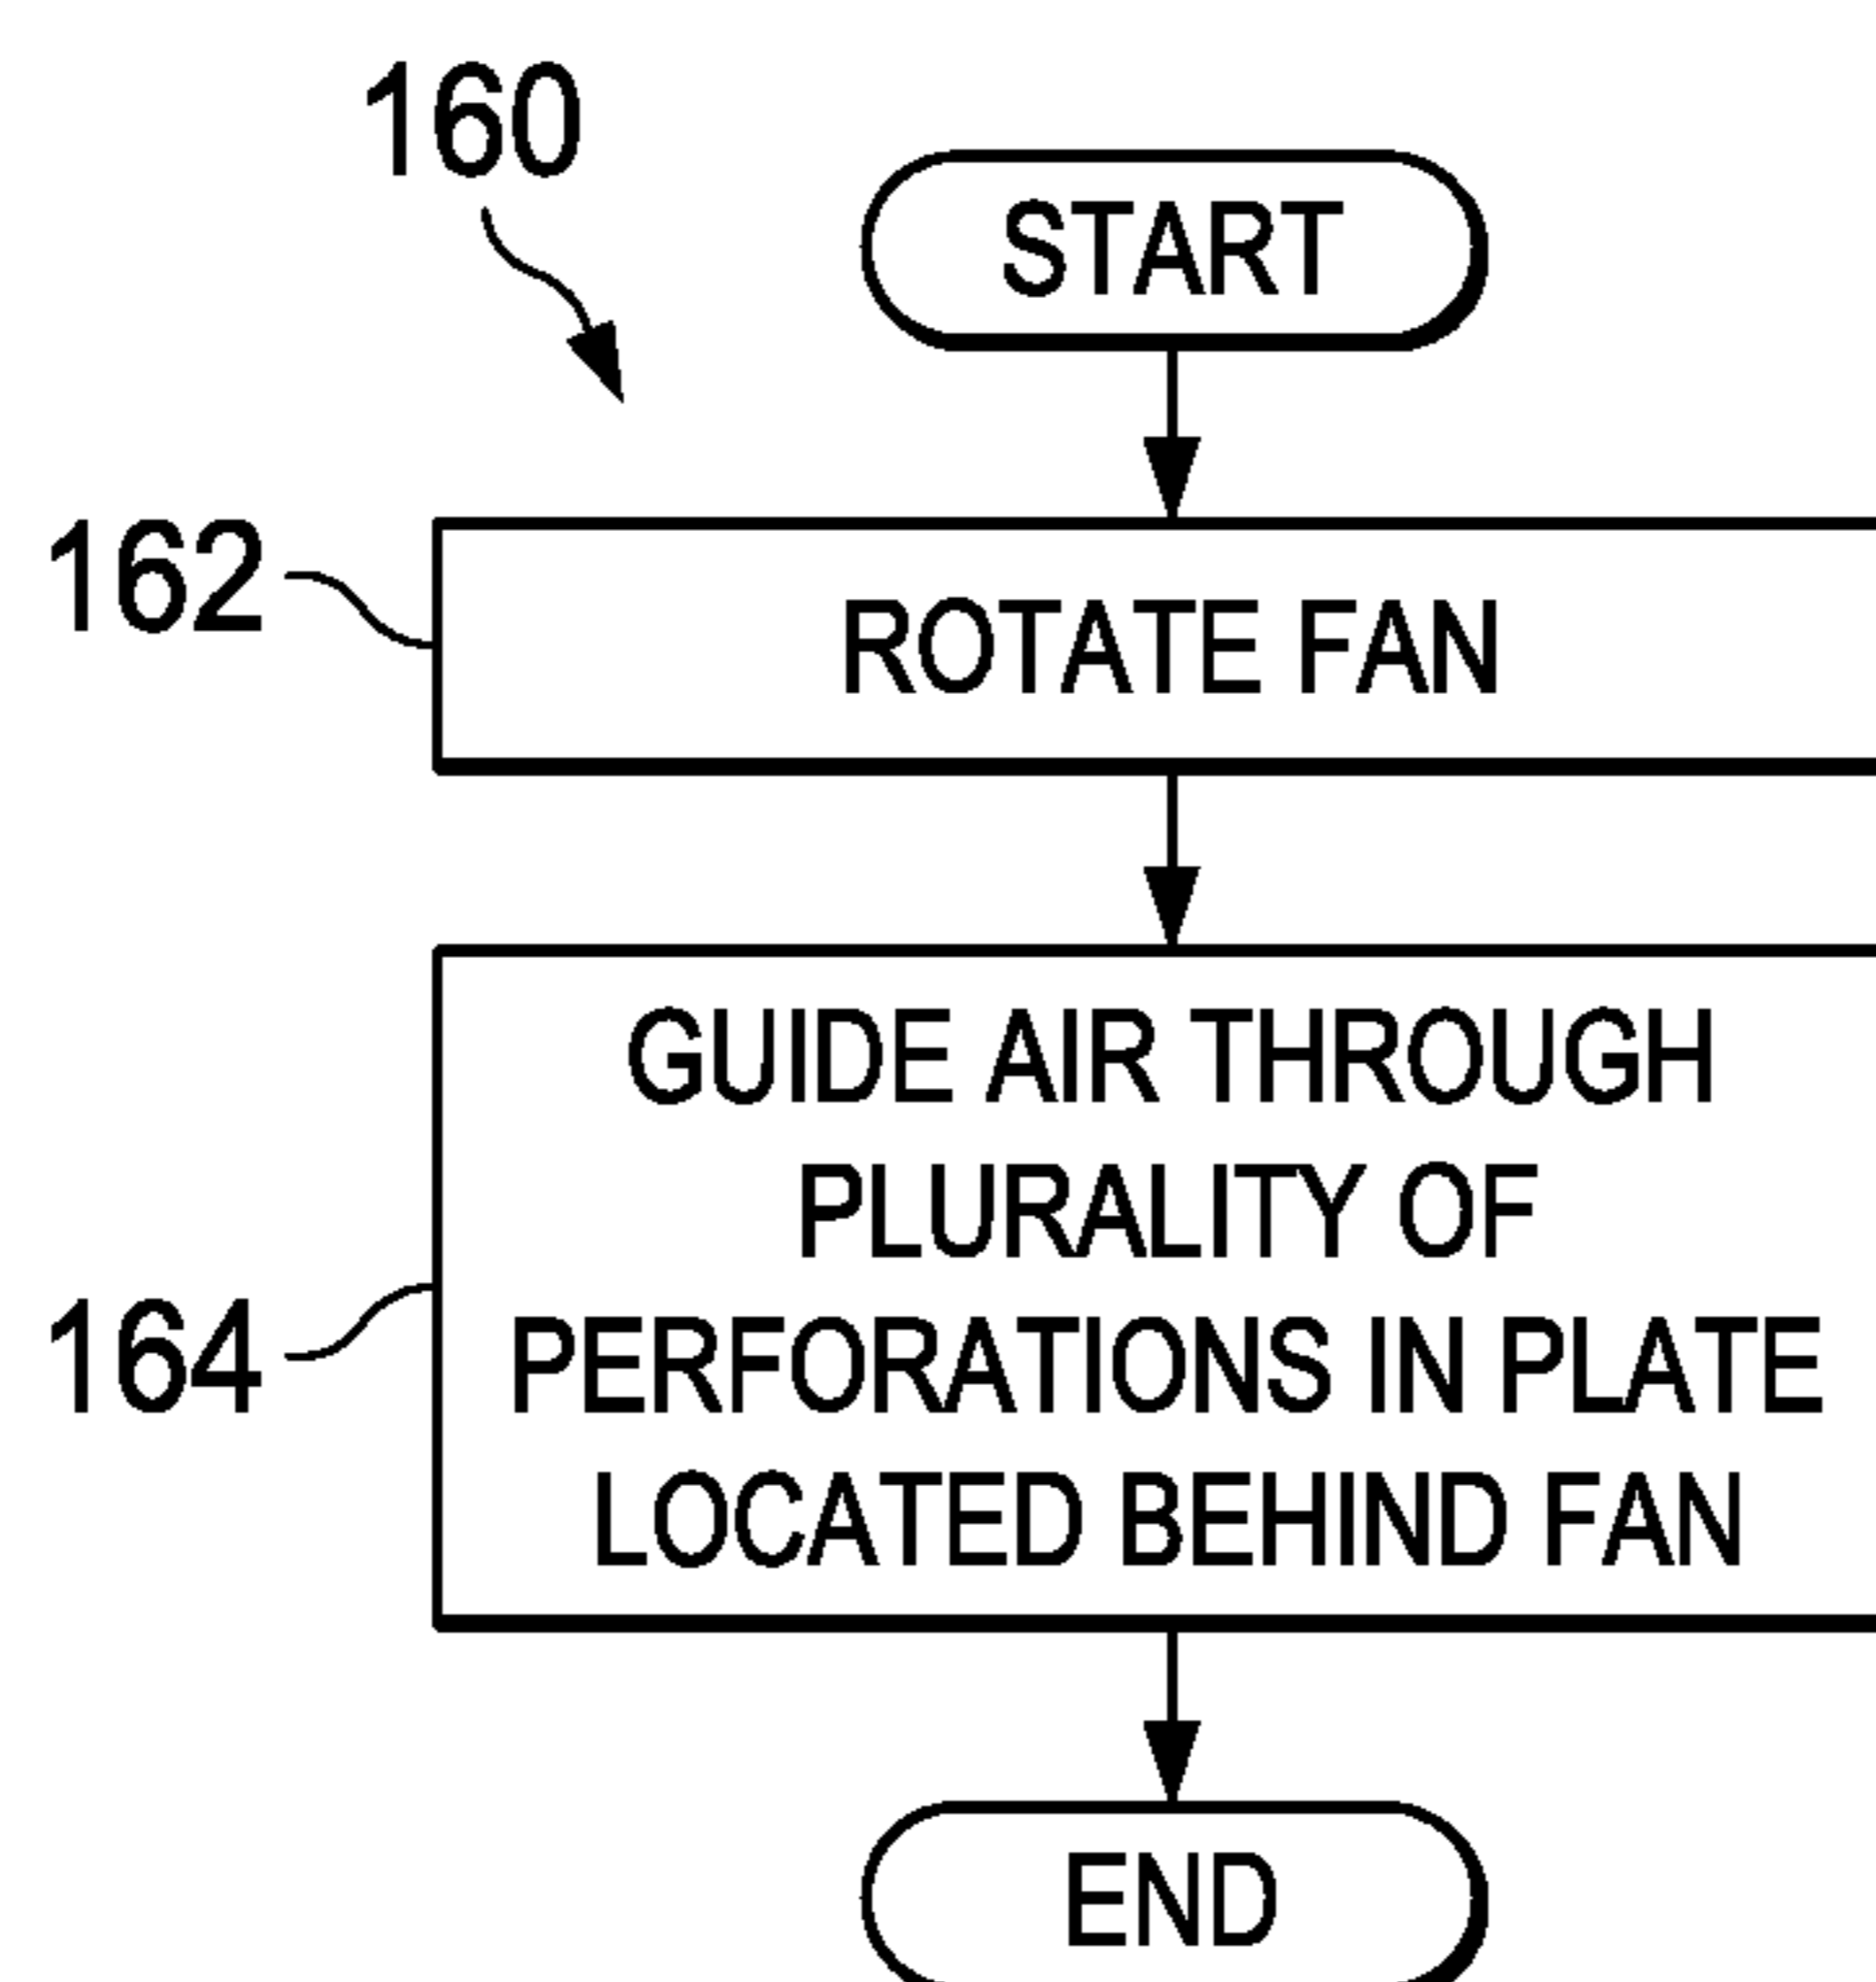 160
START
162
ROTATE FAN
GUIDE AIR THROUGH
PLURALITY OF
PERFORATIONS IN PLATE
164
LOCATED BEHIND FAN
END